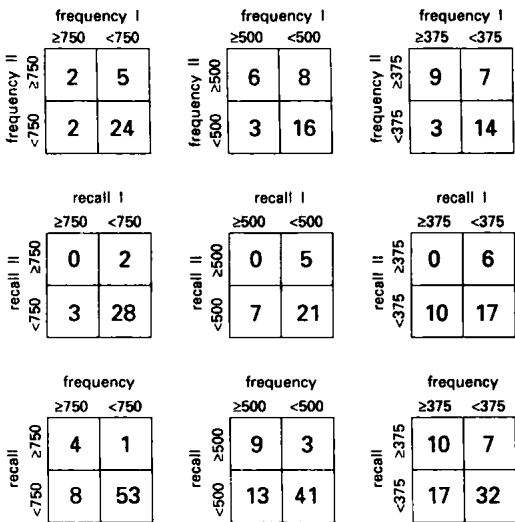 frequency I frequency I frequency I
≥750 <750 ≥500 <500 ≥375 <375
frequency II ≥750 2 5 frequency II ≥500 6 8 frequency II ≥375 9 7
<750 2 24 <500 3 16 <375 3 14
recall I recall I recall I
≥750 <750 ≥500 <500 ≥375 <375
recall II ≥750 0 2 recall II ≥500 0 5 recall II ≥375 0 6
<750 3 28 <500 7 21 <375 10 17
frequency frequency frequency
≥750 <750 ≥500 <500 ≥375 <375
recall ≥750 4 1 recall ≥500 9 3 recall ≥375 10 7
<750 8 53 <500 13 41 <375 17 32